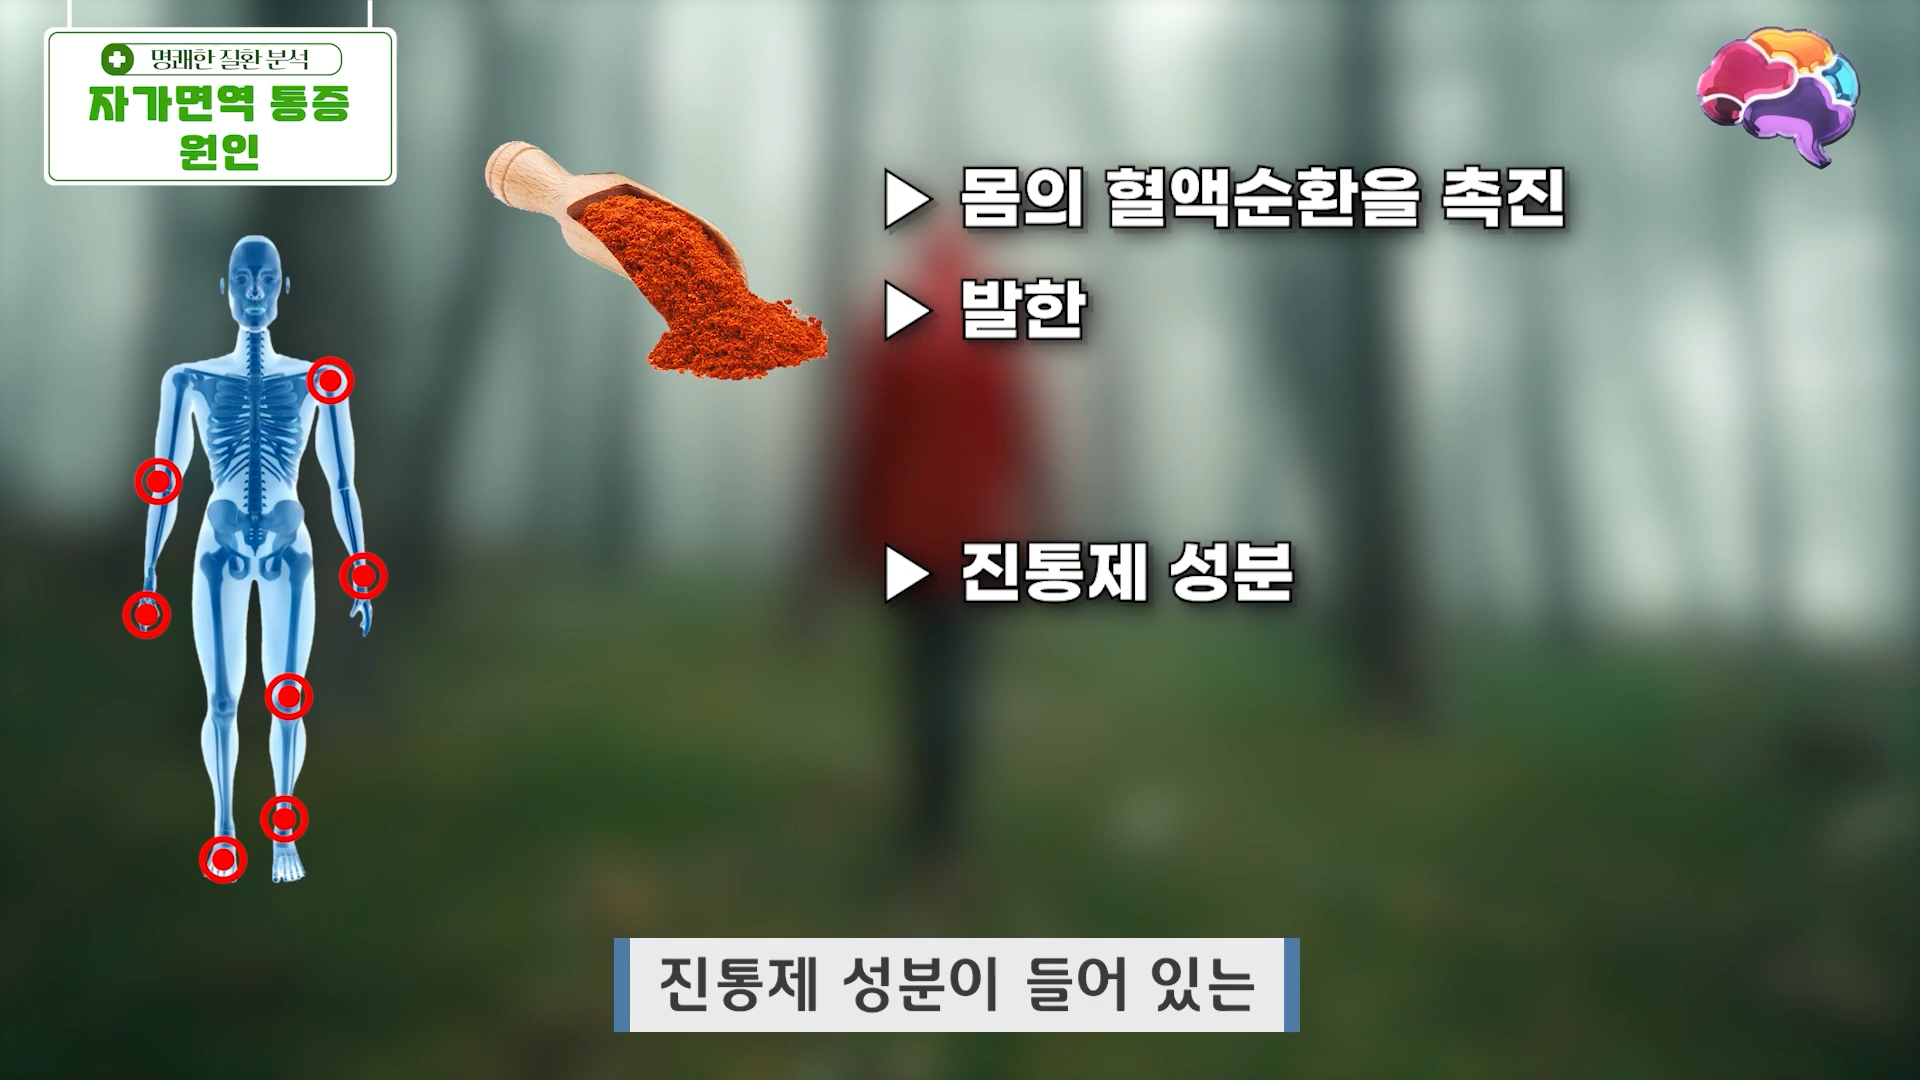 명쾌한 질환 분석
자가면역 통증
원인
▶ 몸의 혈액순환을 촉진
▶ 발한
▶ 진통제 성분
진통제 성분이 들어 있는